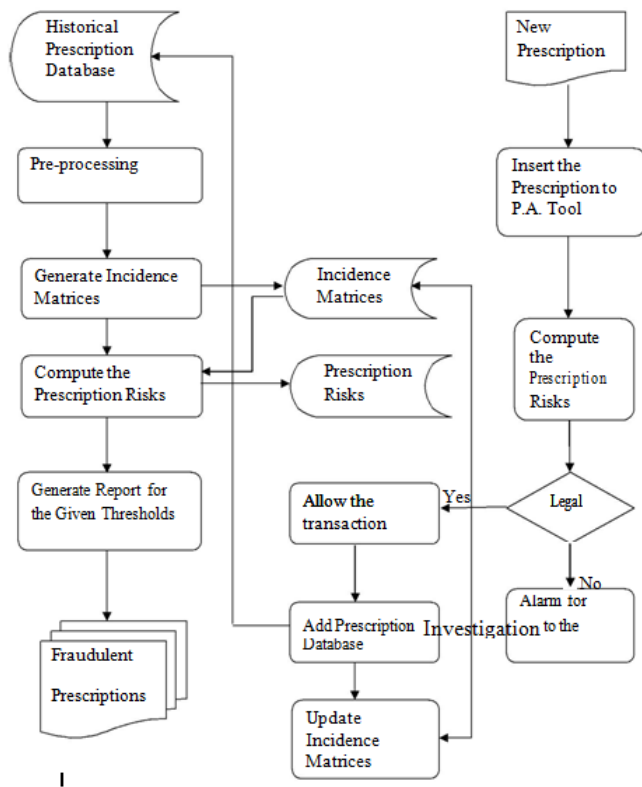 Historical
Prescription
Database
Pre-processing
Generate Incidence
Matrices
Compute the
Prescription Risks
Generate Report for
the Given Thresholds
Fraudulent
Prescriptions
Incidence
Matrices
Prescription
Risks
Allow the
transaction
Add Prescription Investigation to the
Database
Update
Incidence
Matrices
New
Prescription
Insert the
Prescription to
P.A. Tool
Compute
the
Prescription
Risks
Legal
Yes
No
Alarm for
I